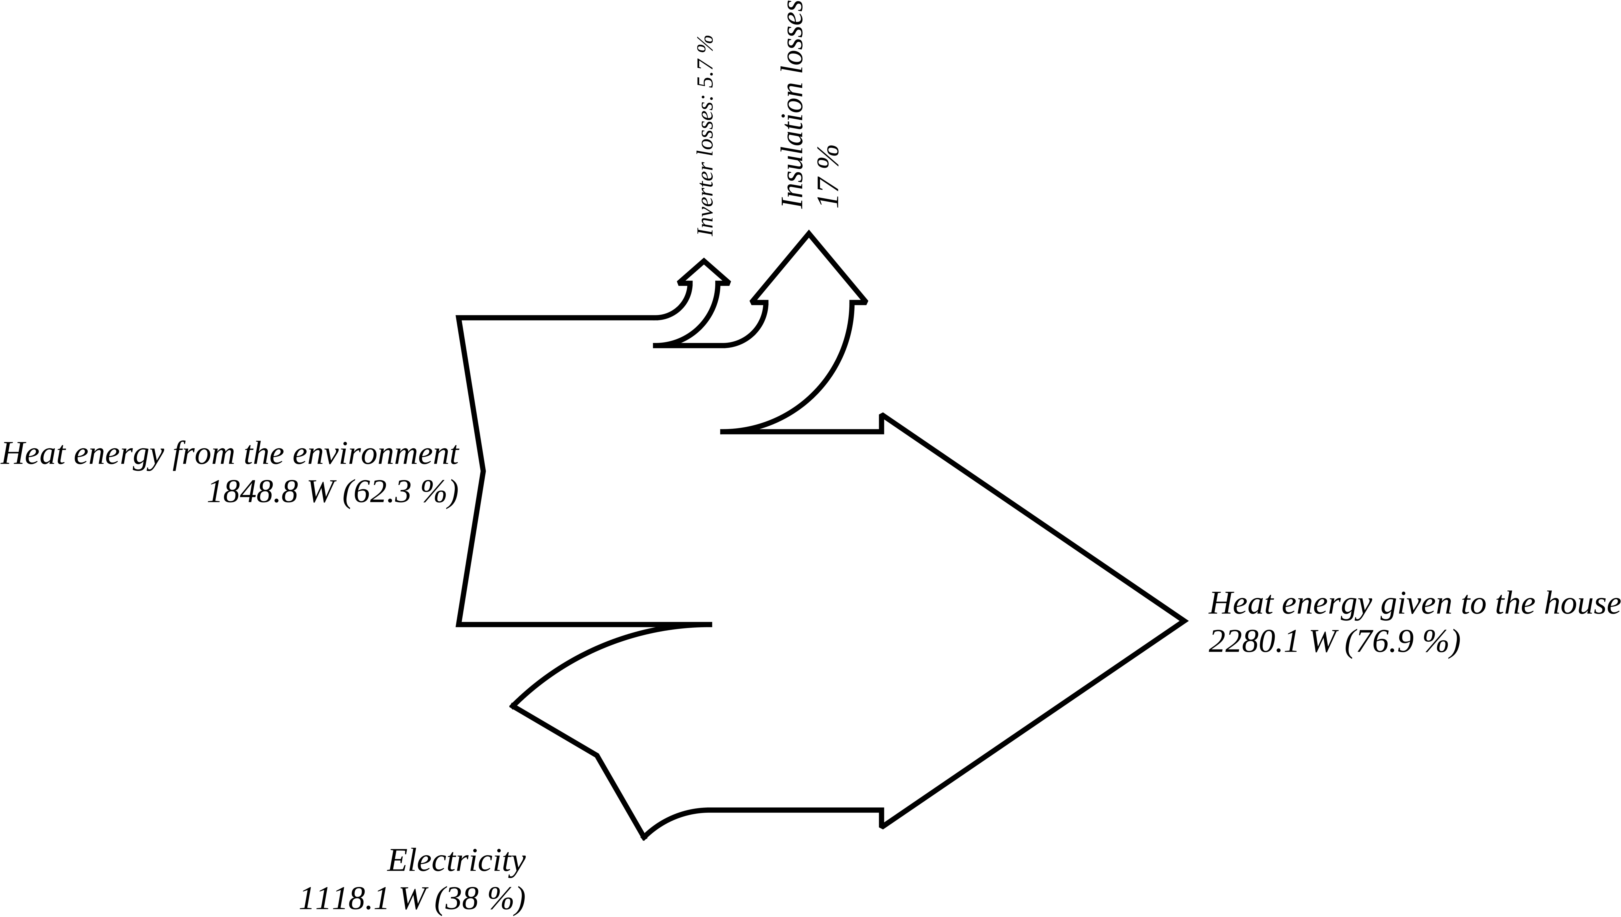 Inverter losses: 5.7 %
Insulation losses
17 %
Heat energy from the environment
1848.8 W (62.3 %)
Heat energy given to the house
2280.1 W (76.9 %)
Electricity
1118.1 W (38 %)